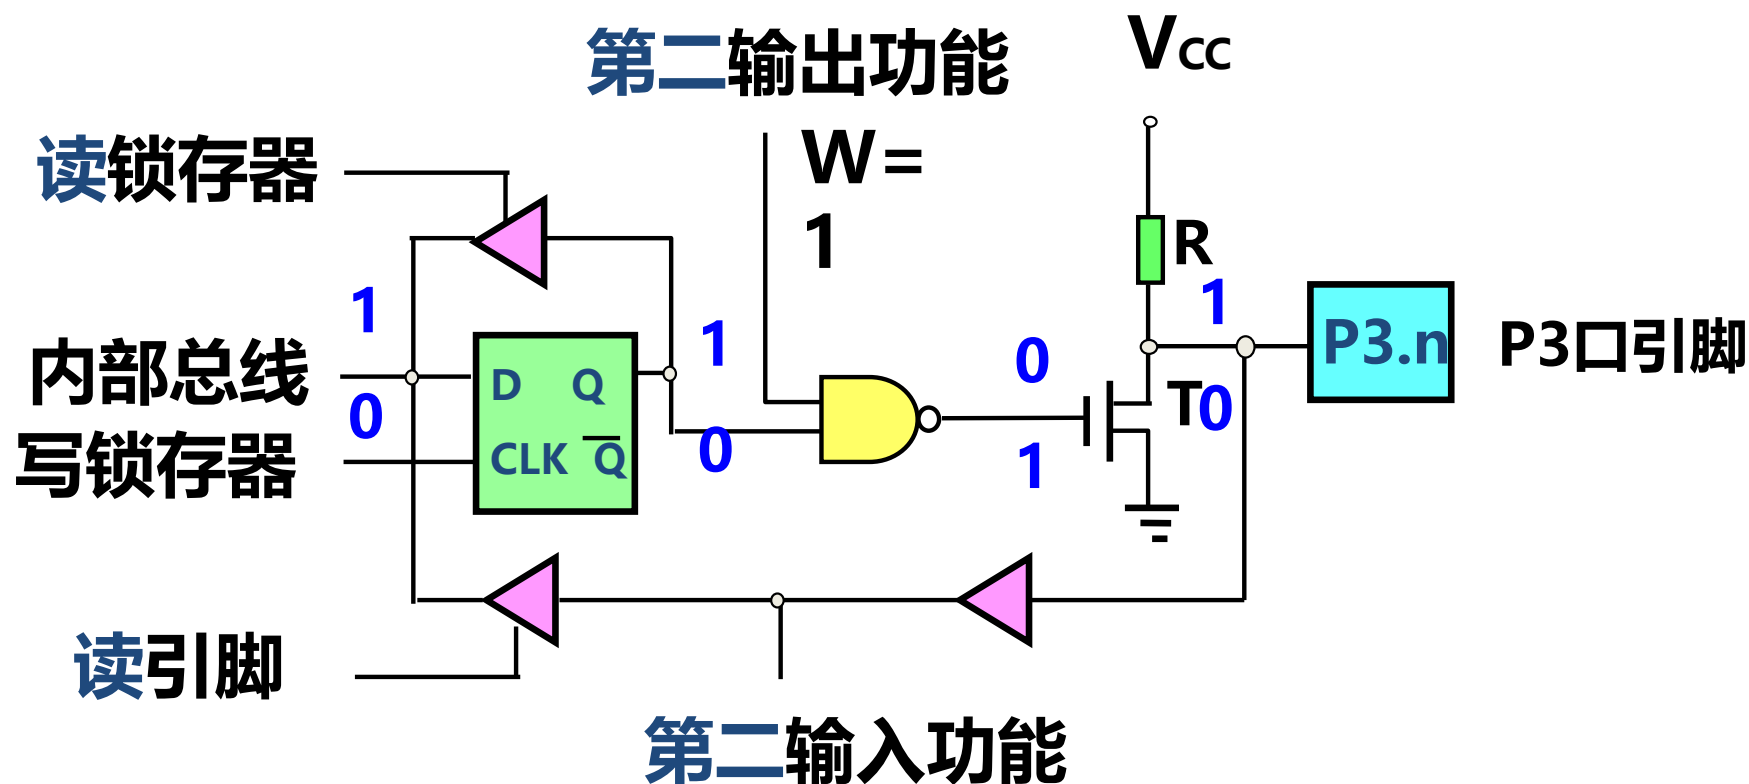 第二输出功能
VCC
读锁存器
W=
1
R
1
1
1
P3.n
P3口引脚
内部总线
0
D Q
0
T0
写锁存器
CLK Q̅
0
1
读引脚
第二输入功能